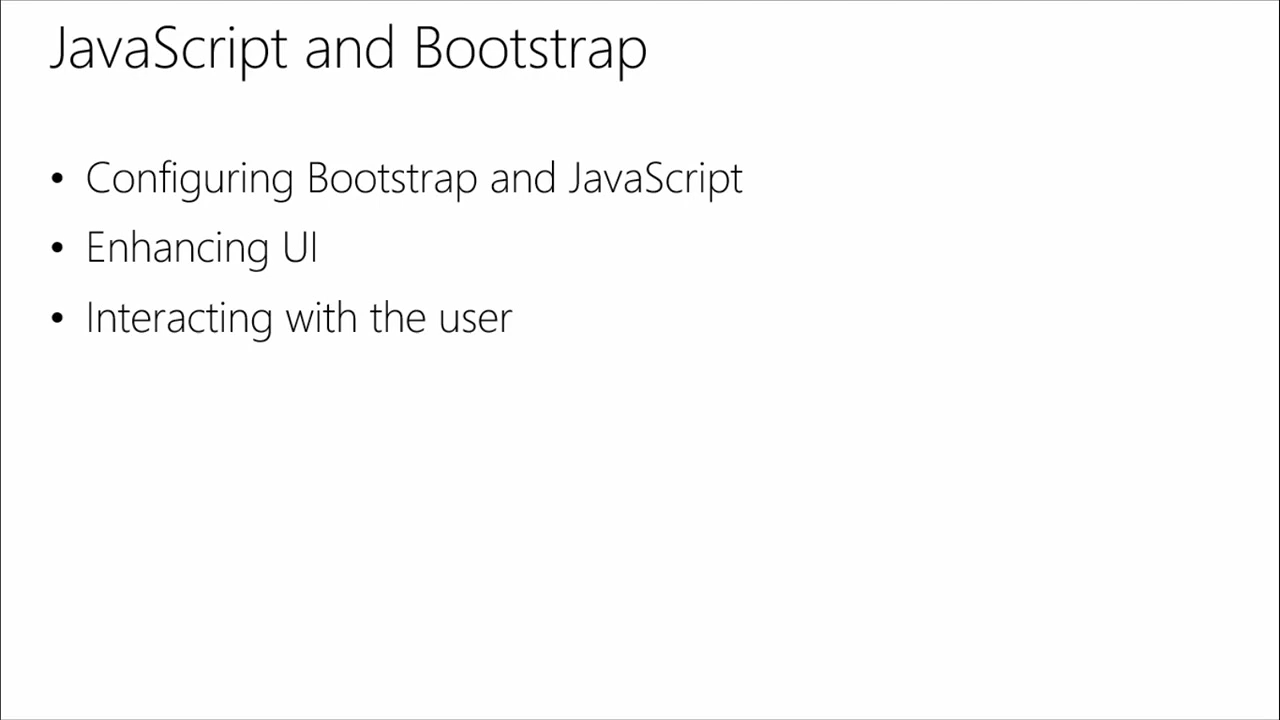 JavaScript and Bootstrap
• Configuring Bootstrap and JavaScript
• Enhancing UI
• Interacting with the user